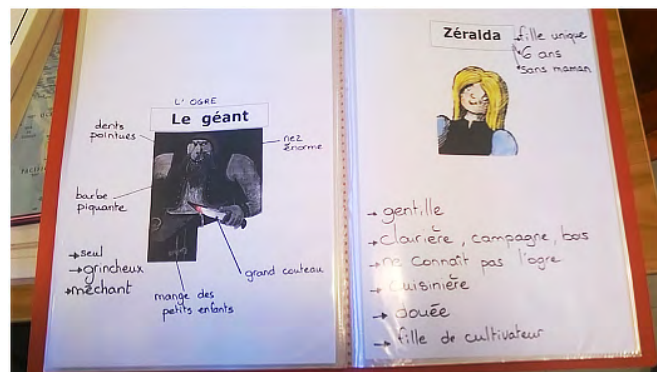 L' OGRE
Le géant
dents
pointues
nez
énorme
barbe
piquante
→ seul
→ grincheux
→ méchant
grand couteau
mange des
petits enfants
Zéralda
fille unique
6 ans
sans maman
→ gentille
→ clairière, campagne, bois
→ ne connaît pas l'ogre
→ cuisinière
→ douée
→ fille de cultivateur